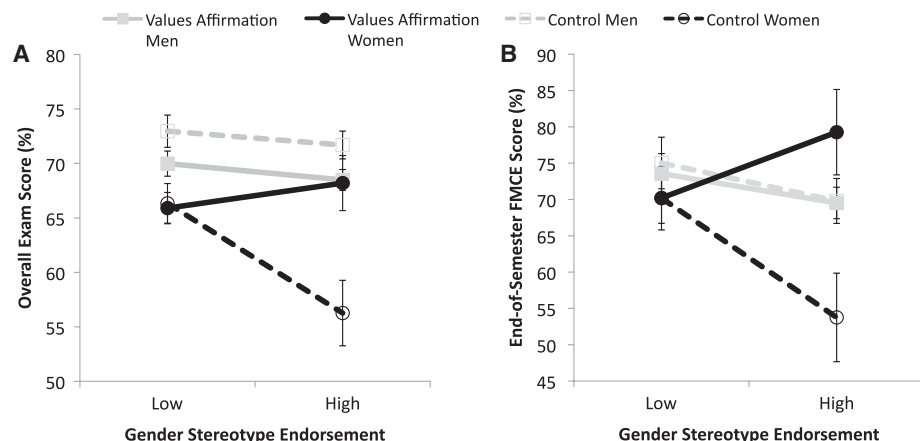 Values Affirmation Men
Values Affirmation Women
Control Men
Control Women
A
80
75
70
65
60
55
50
Overall Exam Score (%)
Low
High
Gender Stereotype Endorsement
B
90
85
80
75
70
65
60
55
50
45
End-of-Semester FMCE Score (%)
Low
High
Gender Stereotype Endorsement